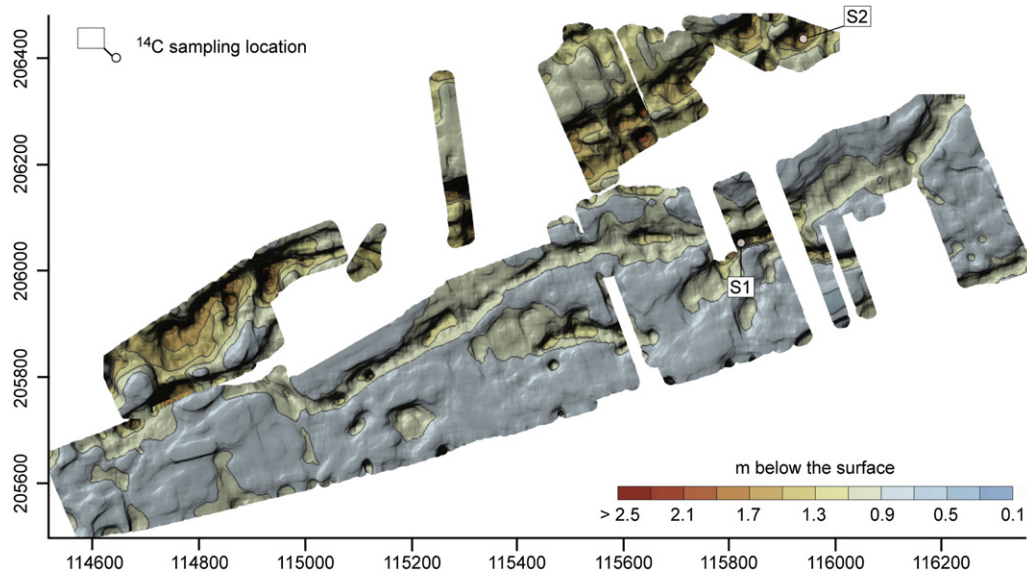 S2
¹⁴C sampling location
206400
206200
206000
205800
205600
S1
m below the surface
> 2.5 2.1 1.7 1.3 0.9 0.5 0.1
114600 114800 115000 115200 115400 115600 115800 116000 116200